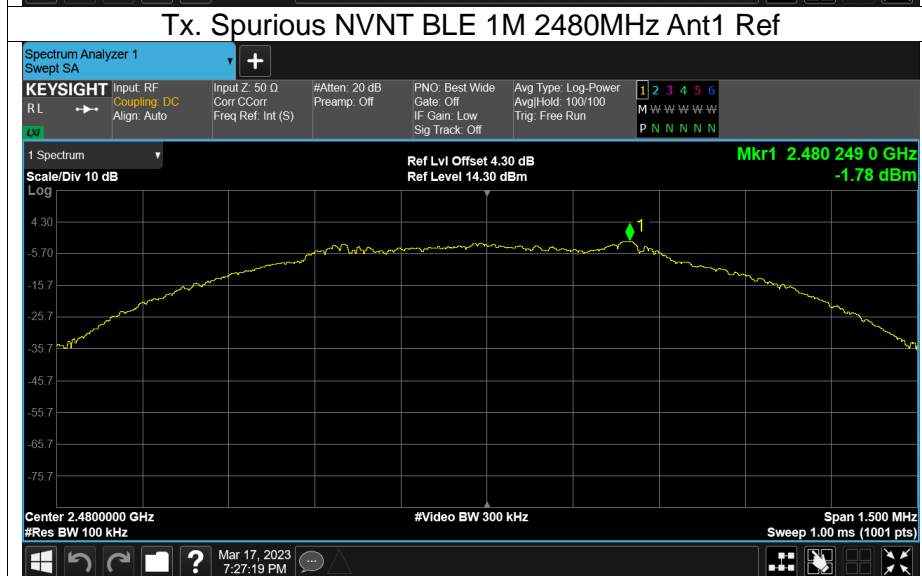 Tx. Spurious NVNT BLE 1M 2480MHz Ant1 Ref
Spectrum Analyzer 1
Swept SA
+
KEYSIGHT
RL
LXI
Input: RF
Coupling: DC
Align: Auto
Input Z: 50 Ω
Corr CCorr
Freq Ref: Int (S)
#Atten: 20 dB
Preamp: Off
PNO: Best Wide
Gate: Off
IF Gain: Low
Sig Track: Off
Avg Type: Log-Power
Avg|Hold: 100/100
Trig: Free Run
1 2 3 4 5 6
M W W W W W
P N N N N N
1 Spectrum
Scale/Div 10 dB
Ref Lvl Offset 4.30 dB
Ref Level 14.30 dBm
Mkr1 2.480 249 0 GHz
-1.78 dBm
Log
1
4.30
-5.70
-15.7
-25.7
-35.7
-45.7
-55.7
-65.7
-75.7
Center 2.4800000 GHz
#Video BW 300 kHz
Span 1.500 MHz
#Res BW 100 kHz
Sweep 1.00 ms (1001 pts)
?
Mar 17, 2023
7:27:19 PM